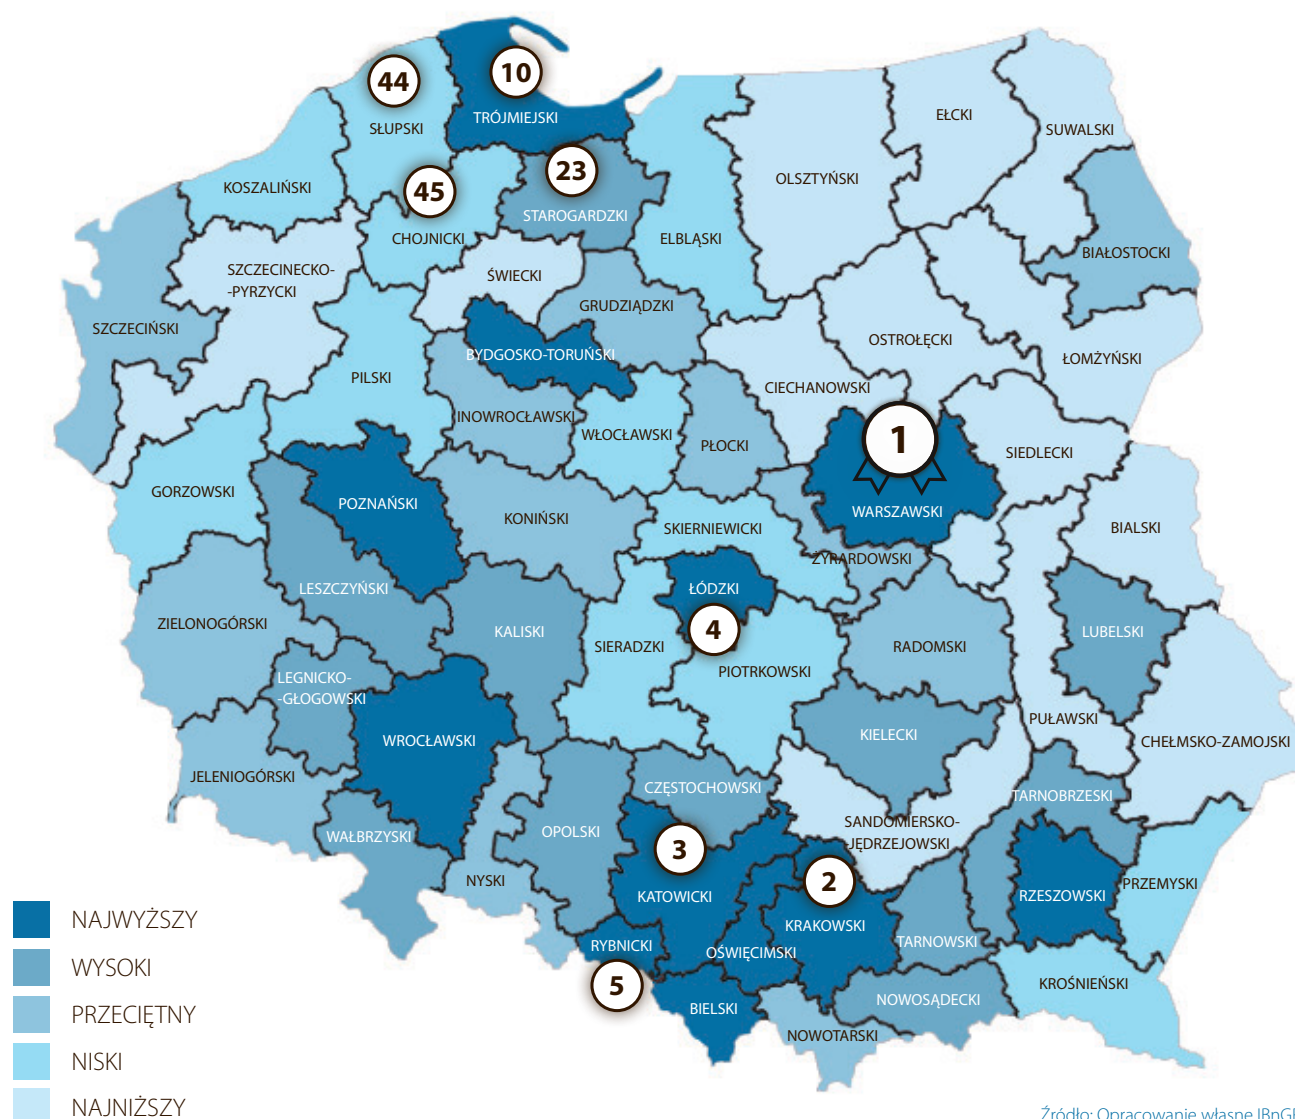 44
10
SŁUPSKI
TRÓJMIEJSKI
EŁCKI
SUWALSKI
KOSZALIŃSKI
45
23
OLSZTYŃSKI
STAROGARDZKI
CHOJNICKI
ELBLĄSKI
BIAŁOSTOCKI
SZCZECINECKO-
-PYRZYCKI
ŚWIECKI
GRUDZIĄDZKI
SZCZECIŃSKI
OSTROŁĘCKI
BYDGOSKO-TORUŃSKI
ŁOMŻYŃSKI
PILSKI
CIECHANOWSKI
INOWROCŁAWSKI
WŁOCŁAWSKI
PŁOCKI
1
SIEDLECKI
GORZOWSKI
POZNAŃSKI
KONIŃSKI
WARSZAWSKI
SKIERNIEWICKI
BIALSKI
ŻYRARDOWSKI
LESZCZYŃSKI
ŁÓDZKI
ZIELONOGÓRSKI
KALISKI
4
SIERADZKI
RADOMSKI
LUBELSKI
PIOTRKOWSKI
LEGNICKO-
-GŁOGOWSKI
PUŁAWSKI
WROCŁAWSKI
KIELECKI
CHEŁMSKO-ZAMOJSKI
JELENIOGÓRSKI
CZĘSTOCHOWSKI
TARNOBRZESKI
WAŁBRZYSKI
OPOLSKI
SANDOMIERSKO-
-JĘDRZEJOWSKI
3
2
NYSKI
PRZEMYSKI
KATOWICKI
RZESZOWSKI
KRAKOWSKI
RYBNICKI
OŚWIĘCIMSKI
TARNOWSKI
5
KROŚNIEŃSKI
BIELSKI
NOWOSĄDECKI
NOWOTARSKI
NAJWYŻSZY
WYSOKI
PRZECIĘTNY
NISKI
NAJNIŻSZY
Źródło: Opracowanie własne IBnG